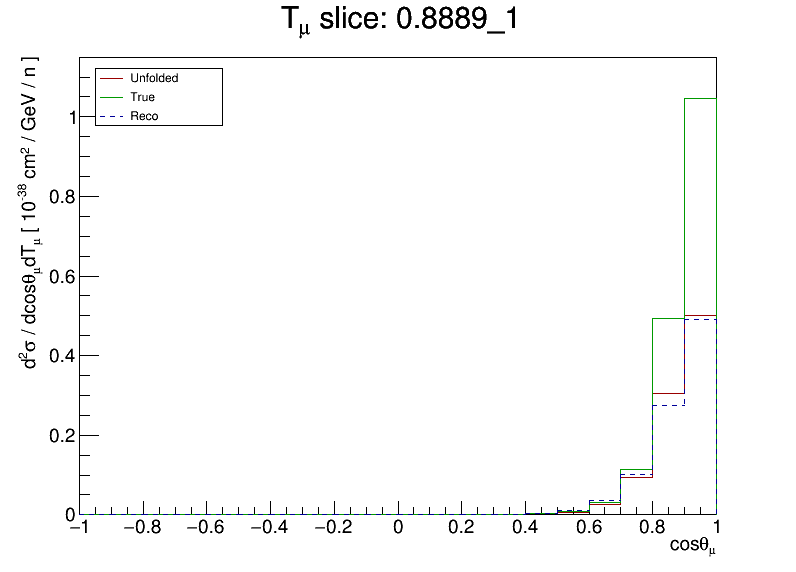 Tμ slice: 0.8889_1
d²σ / dcosθμdTμ [ 10⁻³⁸ cm² / GeV / n ]
Unfolded
True
Reco
1
0.8
0.6
0.4
0.2
0
−1 −0.8 −0.6 −0.4 −0.2 0 0.2 0.4 0.6 0.8 1
cosθμ